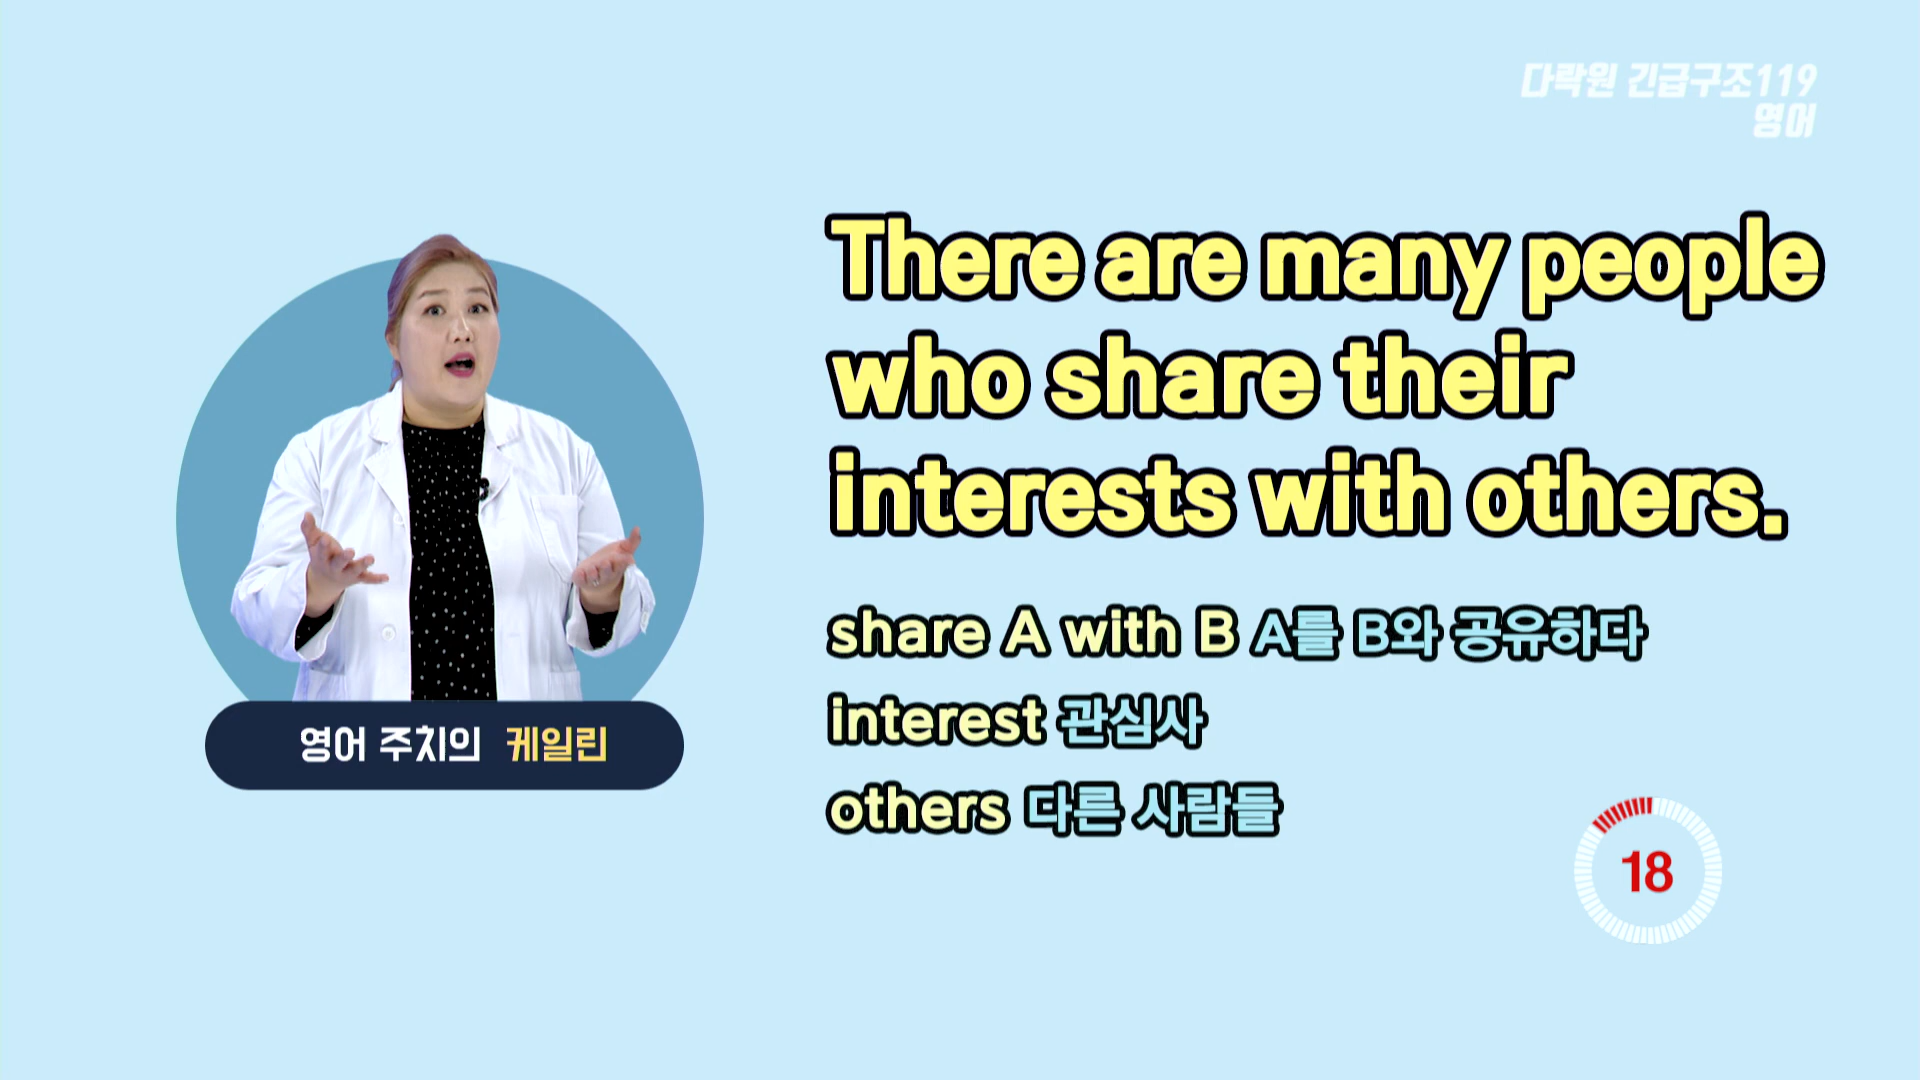 다락원 긴급구조119
영어
There are many people
who share their
interests with others.
share A with B A를 B와 공유하다
interest 관심사
others 다른 사람들
영어 주치의 케일린
18